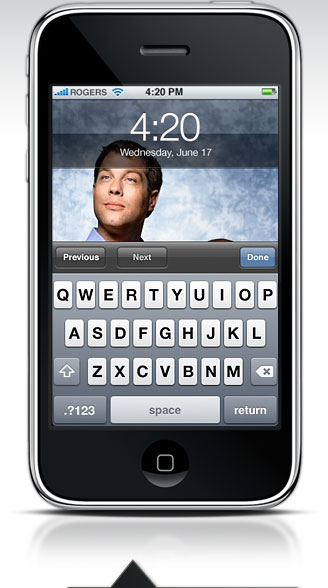 ROGERS 4:20 PM
4:20
Wednesday, June 17
Previous Next Done
Q W E R T Y U I O P
A S D F G H J K L
Z X C V B N M
.?123 space return